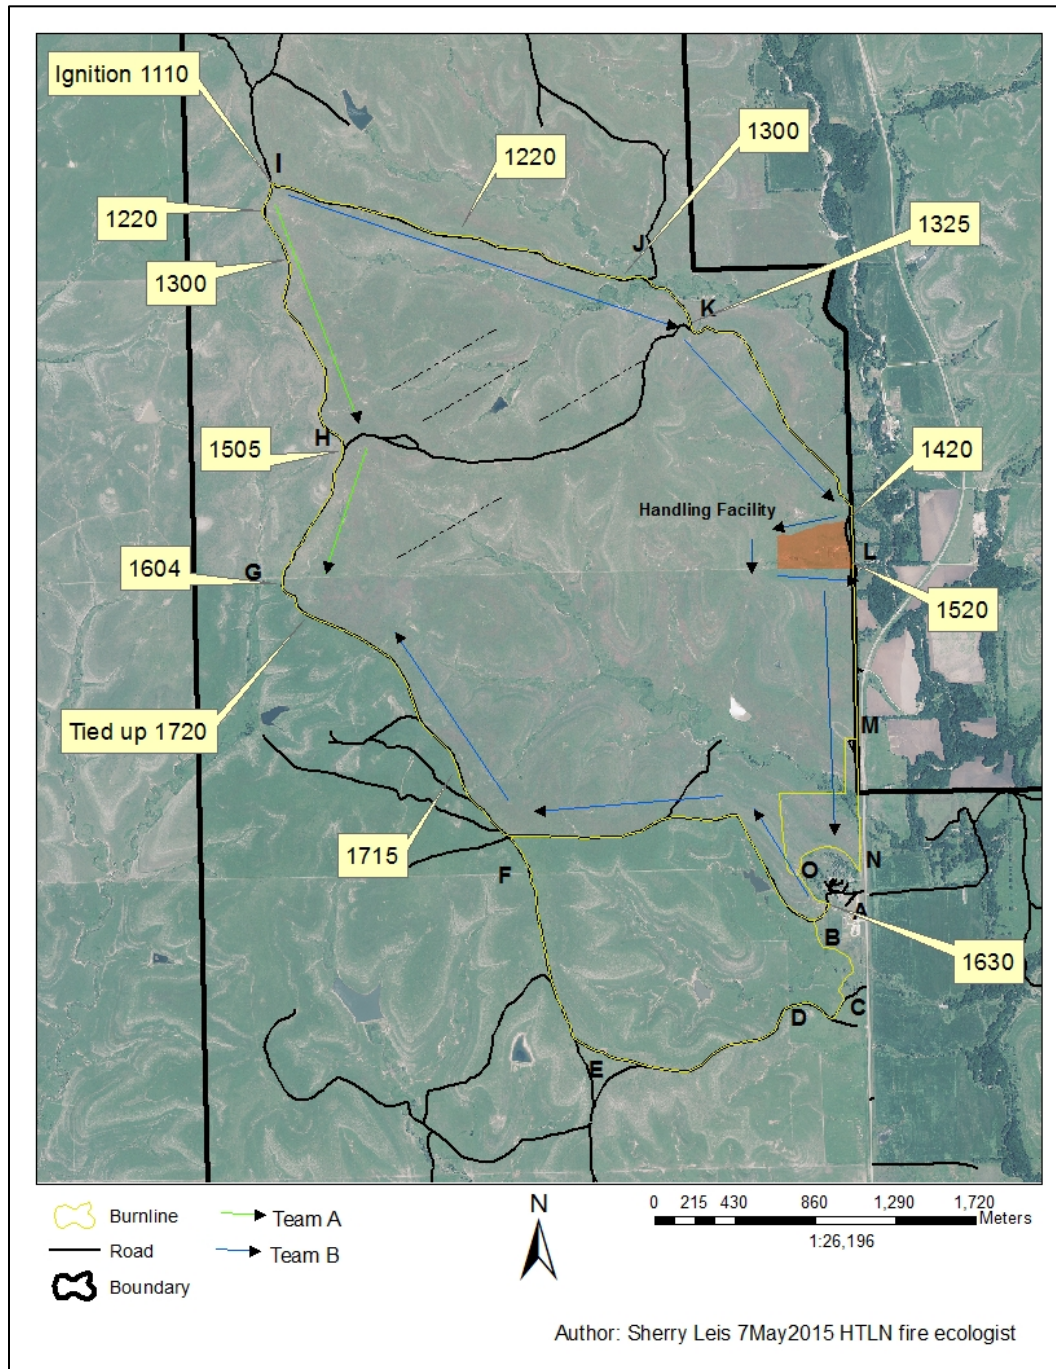 Ignition 1110
I
1220
1300
1220
J
1325
1300
K
H
1505
1420
Handling Facility
L
1604
G
1520
Tied up 1720
M
1715
F
O
N
A
B
1630
D
C
E
Burnline
Road
Boundary
Team A
Team B
N
0 215 430 860 1,290 1,720
Meters
1:26,196
Author: Sherry Leis 7May2015 HTLN fire ecologist